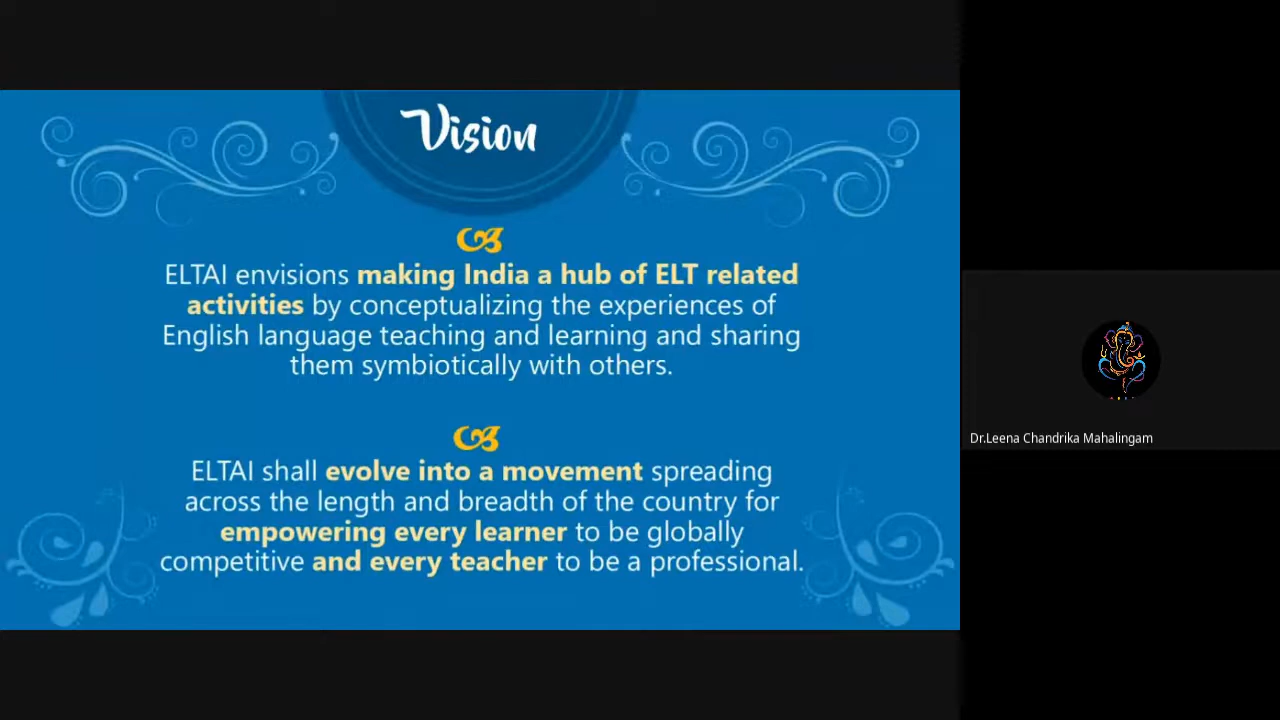 Vision
ELTAI envisions making India a hub of ELT related
activities by conceptualizing the experiences of
English language teaching and learning and sharing
them symbiotically with others.
ELTAI shall evolve into a movement spreading
across the length and breadth of the country for
empowering every learner to be globally
competitive and every teacher to be a professional.
Dr.Leena Chandrika Mahalingam